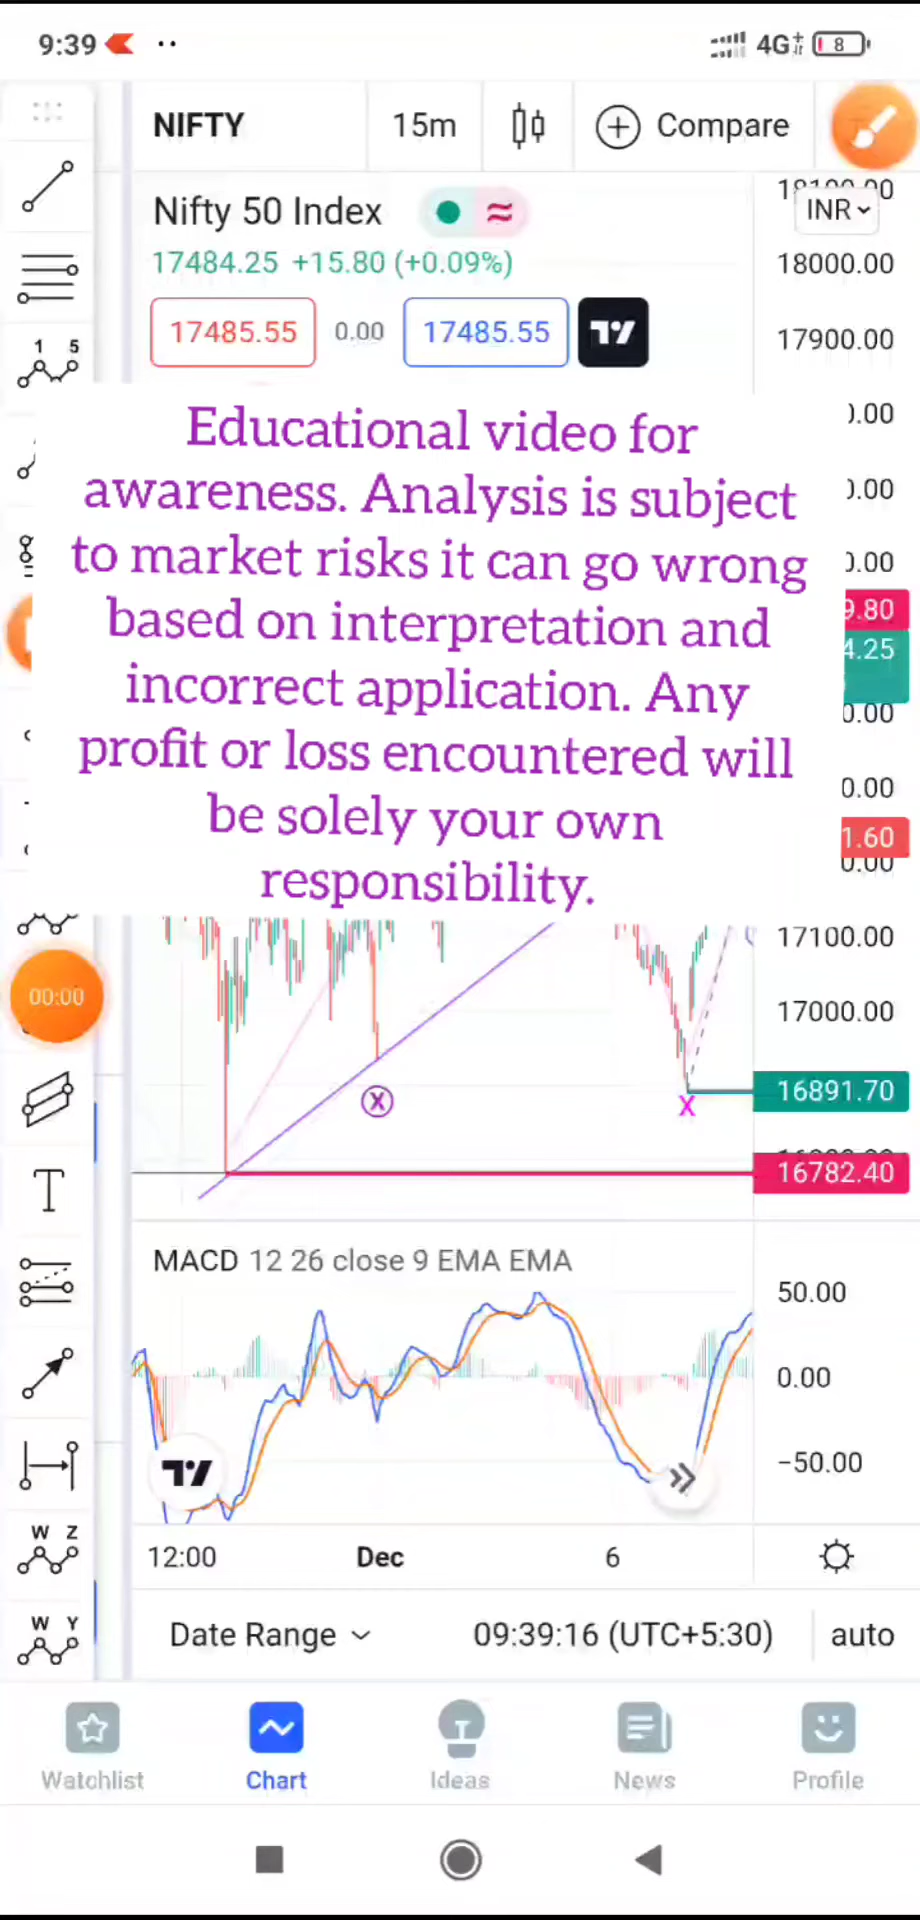 9:39
4G+
8
NIFTY
15m
Compare
Nifty 50 Index
INR
17484.25 +15.80 (+0.09%)
18000.00
17485.55
0.00
17485.55
17900.00
1 5
Educational video for
awareness. Analysis is subject
to market risks it can go wrong
based on interpretation and
incorrect application. Any
profit or loss encountered will
be solely your own
responsibility.
17100.00
00:00
17000.00
X
X
16891.70
16782.40
T
MACD 12 26 close 9 EMA EMA
50.00
0.00
−50.00
W Z
12:00
Dec
6
W Y
Date Range
09:39:16 (UTC+5:30)
auto
Watchlist
Chart
Ideas
News
Profile